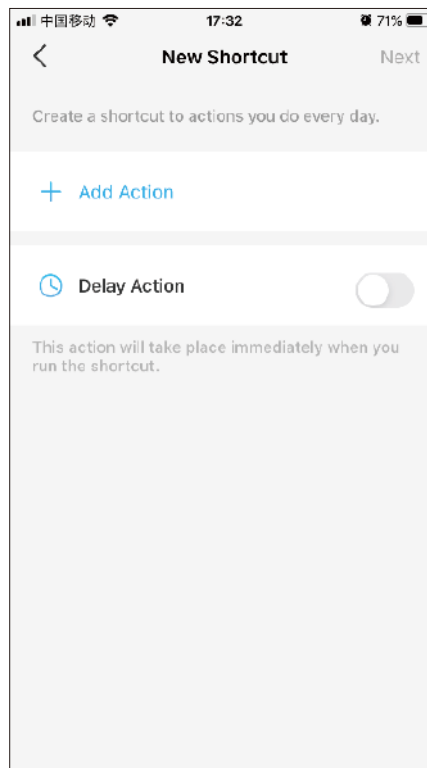 中国移动 17:32 71%
New Shortcut Next
Create a shortcut to actions you do every day.
Add Action
Delay Action
This action will take place immediately when you
run the shortcut.